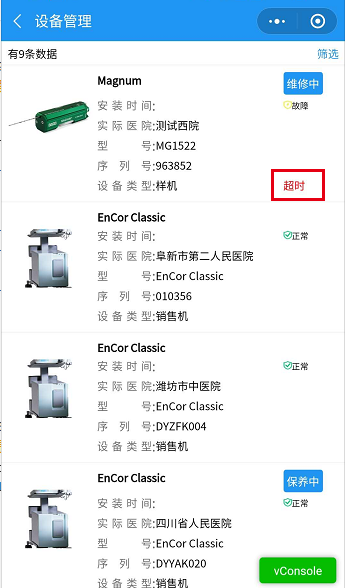 设备管理
有9条数据 筛选
Magnum 维修中
安装时间: 故障
实际医院:测试西院
型号:MG1522
序列号:963852
设备类型:样机 超时
EnCor Classic
安装时间: 正常
实际医院:阜新市第二人民医院
型号:EnCor Classic
序列号:010356
设备类型:销售机
EnCor Classic
安装时间: 正常
实际医院:潍坊市中医院
型号:EnCor Classic
序列号:DYZFK004
设备类型:销售机
EnCor Classic 保养中
安装时间: 正常
实际医院:四川省人民医院
型号:EnCor Classic
序列号:DYYAK020
设备类型:销售机
vConsole